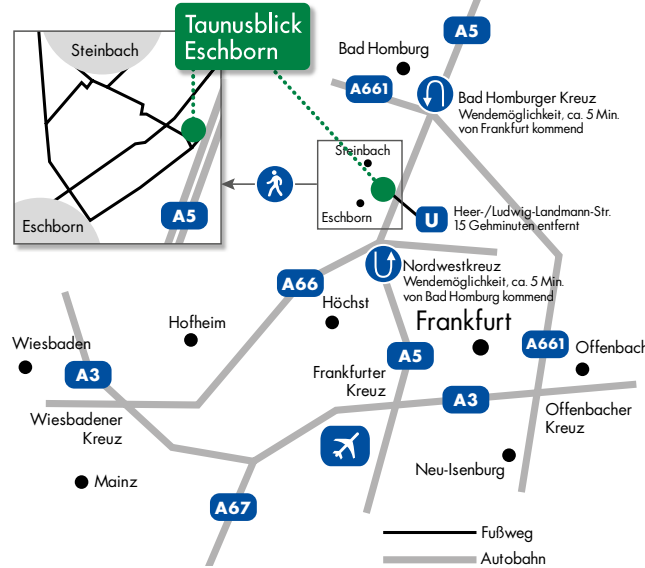 Taunusblick
Eschborn
Steinbach
Eschborn
A5
A5
Bad Homburg
A661
Bad Homburger Kreuz
Wendemöglichkeit, ca. 5 Min.
von Frankfurt kommend
Steinbach
Eschborn
U
Heer-/Ludwig-Landmann-Str.
15 Gehminuten entfernt
Nordwestkreuz
Wendemöglichkeit, ca. 5 Min.
von Bad Homburg kommend
A66
Höchst
Hofheim
Frankfurt
Wiesbaden
A3
A5
A661
Offenbach
Frankfurter
Kreuz
A3
Wiesbadener
Kreuz
Offenbacher
Kreuz
Neu-Isenburg
Mainz
A67
Fußweg
Autobahn